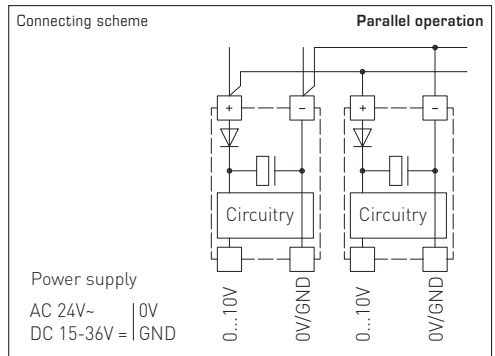 Connecting scheme
Parallel operation
+
−
+
−
Circuitry
Circuitry
Power supply
AC 24V~ | 0V
DC 15-36V = | GND
0...10V
0V/GND
0...10V
0V/GND